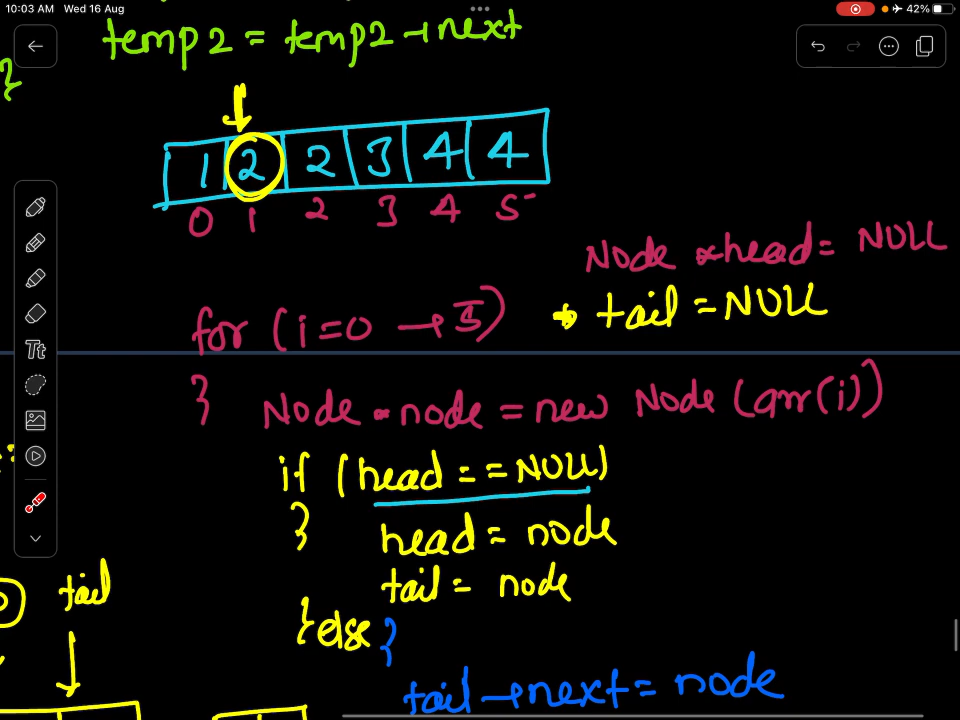 10:03 AM Wed 16 Aug
42%
temp2 = temp2→next
}
1 2 2 3 4 4
0 1 2 3 4 5
Node *head = NULL
* tail = NULL
for (i=0 → 5)
{ Node *node = new Node (arr(i))
if (head == NULL)
{ head = node
tail = node
tail
} else {
tail→next = node
Tt